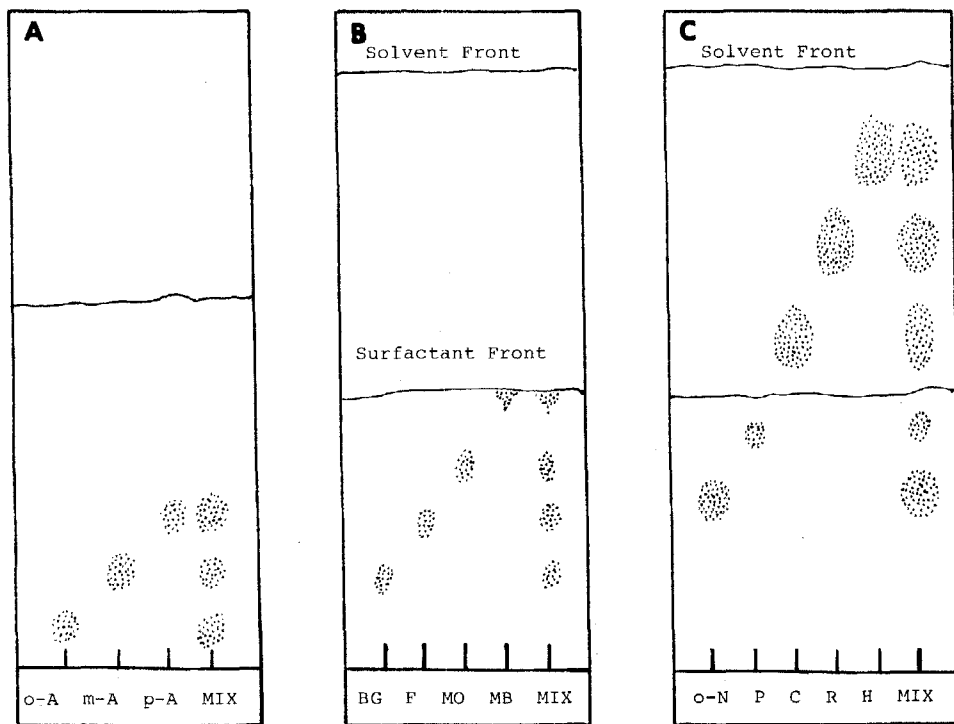 A
o-A m-A p-A MIX
B
Solvent Front
Surfactant Front
BG F MO MB MIX
C
Solvent Front
o-N P C R H MIX